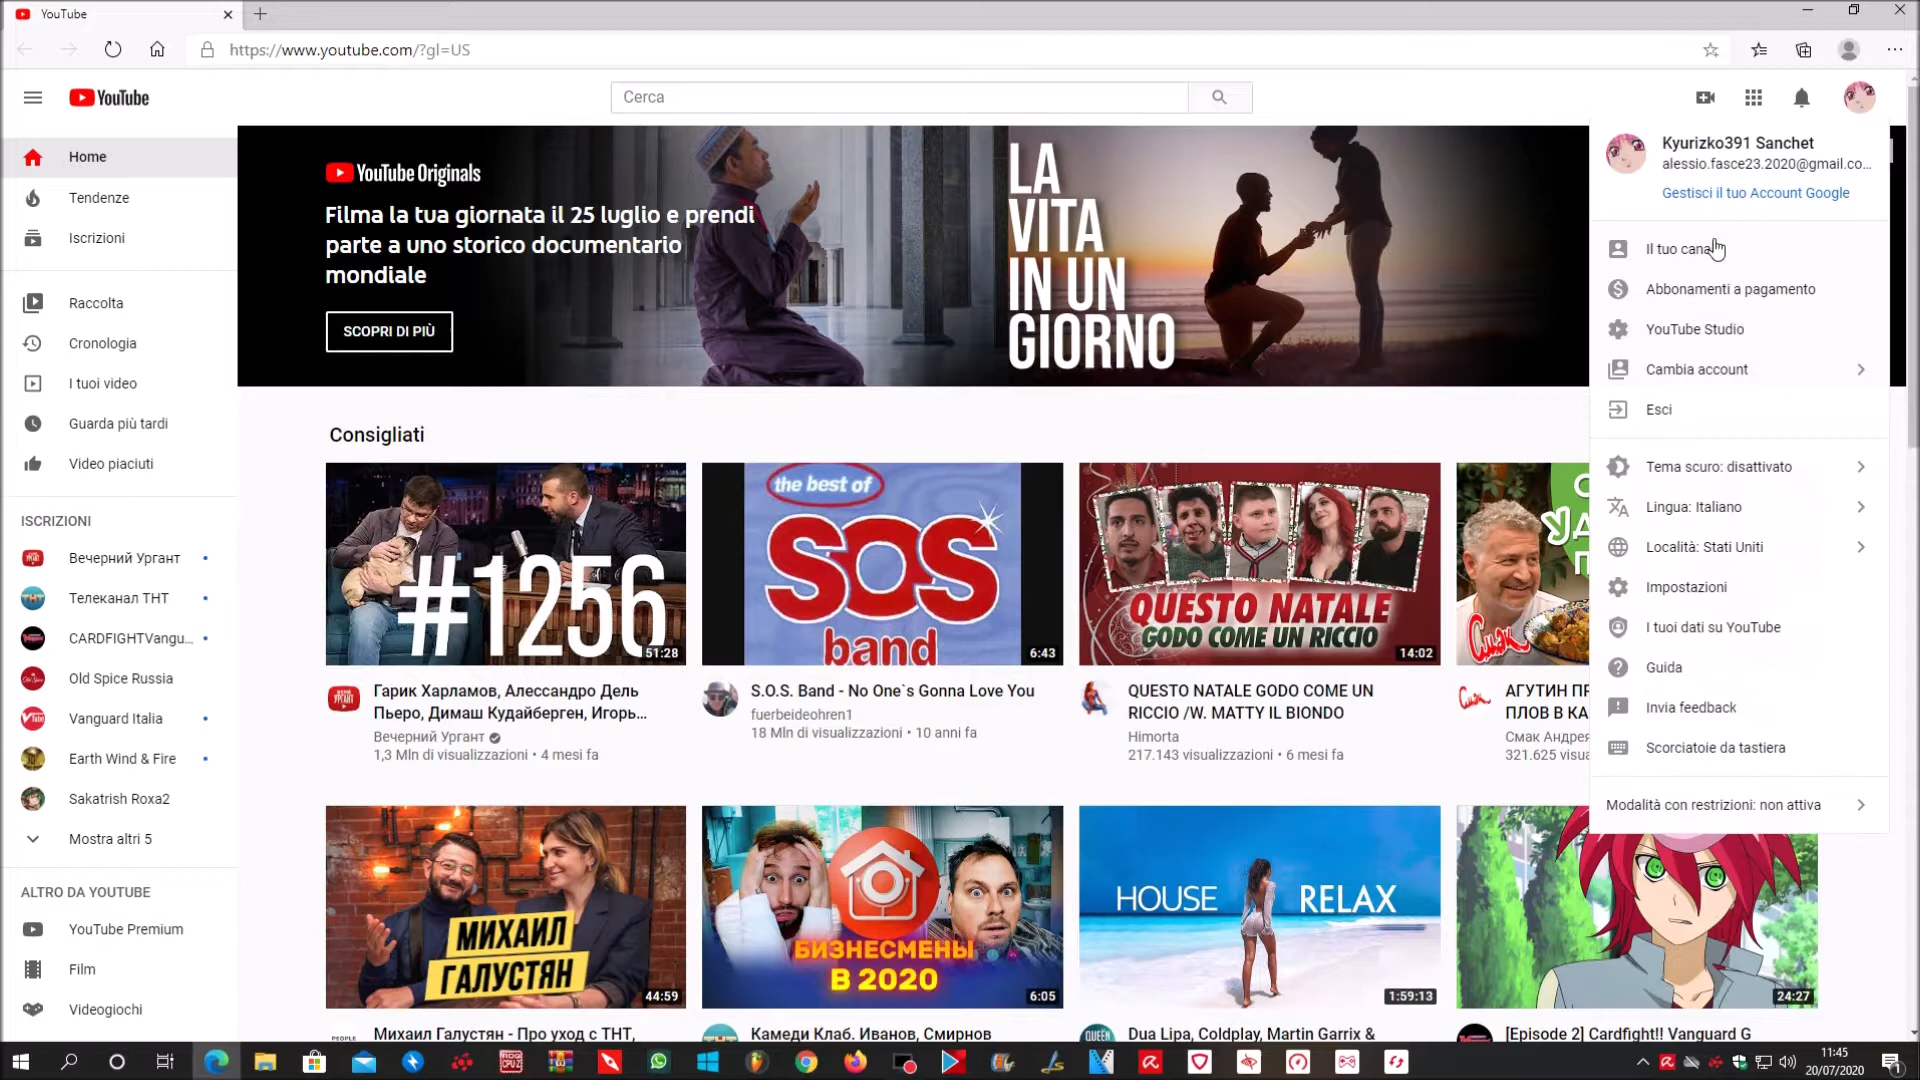 YouTube
https://www.youtube.com/?gl=US
YouTube
Cerca
Home
Tendenze
Iscrizioni
Raccolta
Cronologia
I tuoi video
Guarda più tardi
Video piaciuti
ISCRIZIONI
Вечерний Ургант
Телеканал ТНТ
CARDFIGHTVangu...
Old Spice Russia
Vanguard Italia
Earth Wind & Fire
Sakatrish Roxa2
Mostra altri 5
ALTRO DA YOUTUBE
YouTube Premium
Film
Videogiochi
YouTube Originals
Filma la tua giornata il 25 luglio e prendi
parte a uno storico documentario
mondiale
SCOPRI DI PIÙ
LA
VITA
IN UN
GIORNO
Consigliati
#1256
51:28
Гарик Харламов, Алессандро Дель
Пьеро, Димаш Кудайберген, Игорь...
Вечерний Ургант
1,3 Mln di visualizzazioni • 4 mesi fa
the best of
SOS
band
6:43
S.O.S. Band - No One`s Gonna Love You
fuerbeideohren1
18 Mln di visualizzazioni • 10 anni fa
QUESTO NATALE
GODO COME UN RICCIO
14:02
QUESTO NATALE GODO COME UN
RICCIO /W. MATTY IL BIONDO
Himorta
217.143 visualizzazioni • 6 mesi fa
Смак
АГУТИН ПР
ПЛОВ В КА
Смак Андрея
321.625 visua
МИХАИЛ
ГАЛУСТЯН
44:59
Михаил Галустян - Про уход с ТНТ,
БИЗНЕСМЕНЫ
В 2020
6:05
Камеди Клаб. Иванов, Смирнов
HOUSE RELAX
1:59:13
Dua Lipa, Coldplay, Martin Garrix &
24:27
[Episode 2] Cardfight!! Vanguard G
Kyurizko391 Sanchet
alessio.fasce23.2020@gmail.co...
Gestisci il tuo Account Google
Il tuo cana
Abbonamenti a pagamento
YouTube Studio
Cambia account
Esci
Tema scuro: disattivato
Lingua: Italiano
Località: Stati Uniti
Impostazioni
I tuoi dati su YouTube
Guida
Invia feedback
Scorciatoie da tastiera
Modalità con restrizioni: non attiva
11:45
20/07/2020